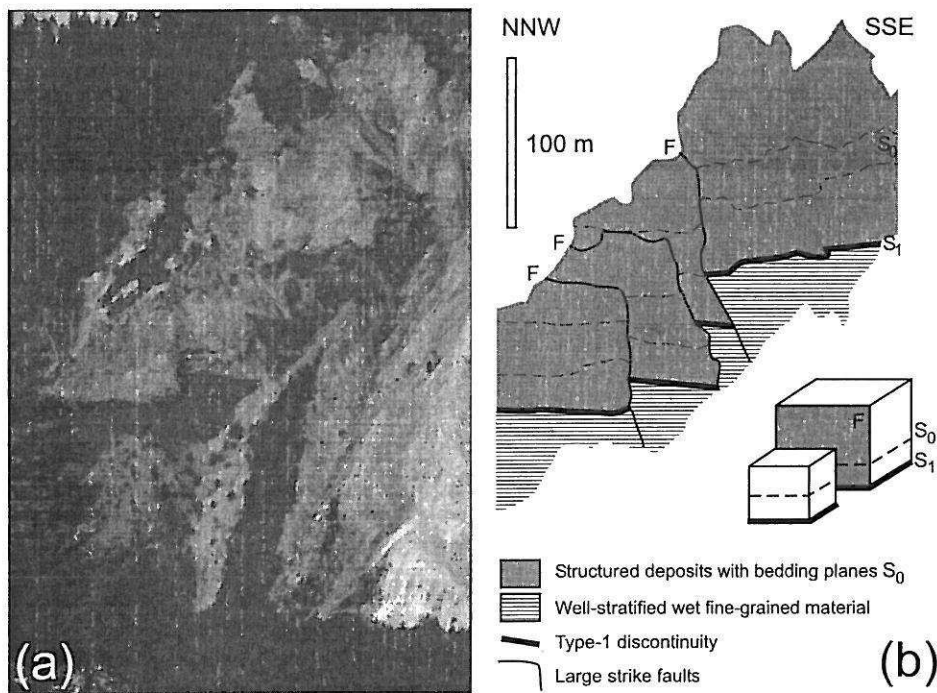 (a)
NNW
SSE
100 m
F
S₀
S₁
F
F
F
S₀
S₁
Structured deposits with bedding planes S₀
Well-stratified wet fine-grained material
Type-1 discontinuity
Large strike faults
(b)